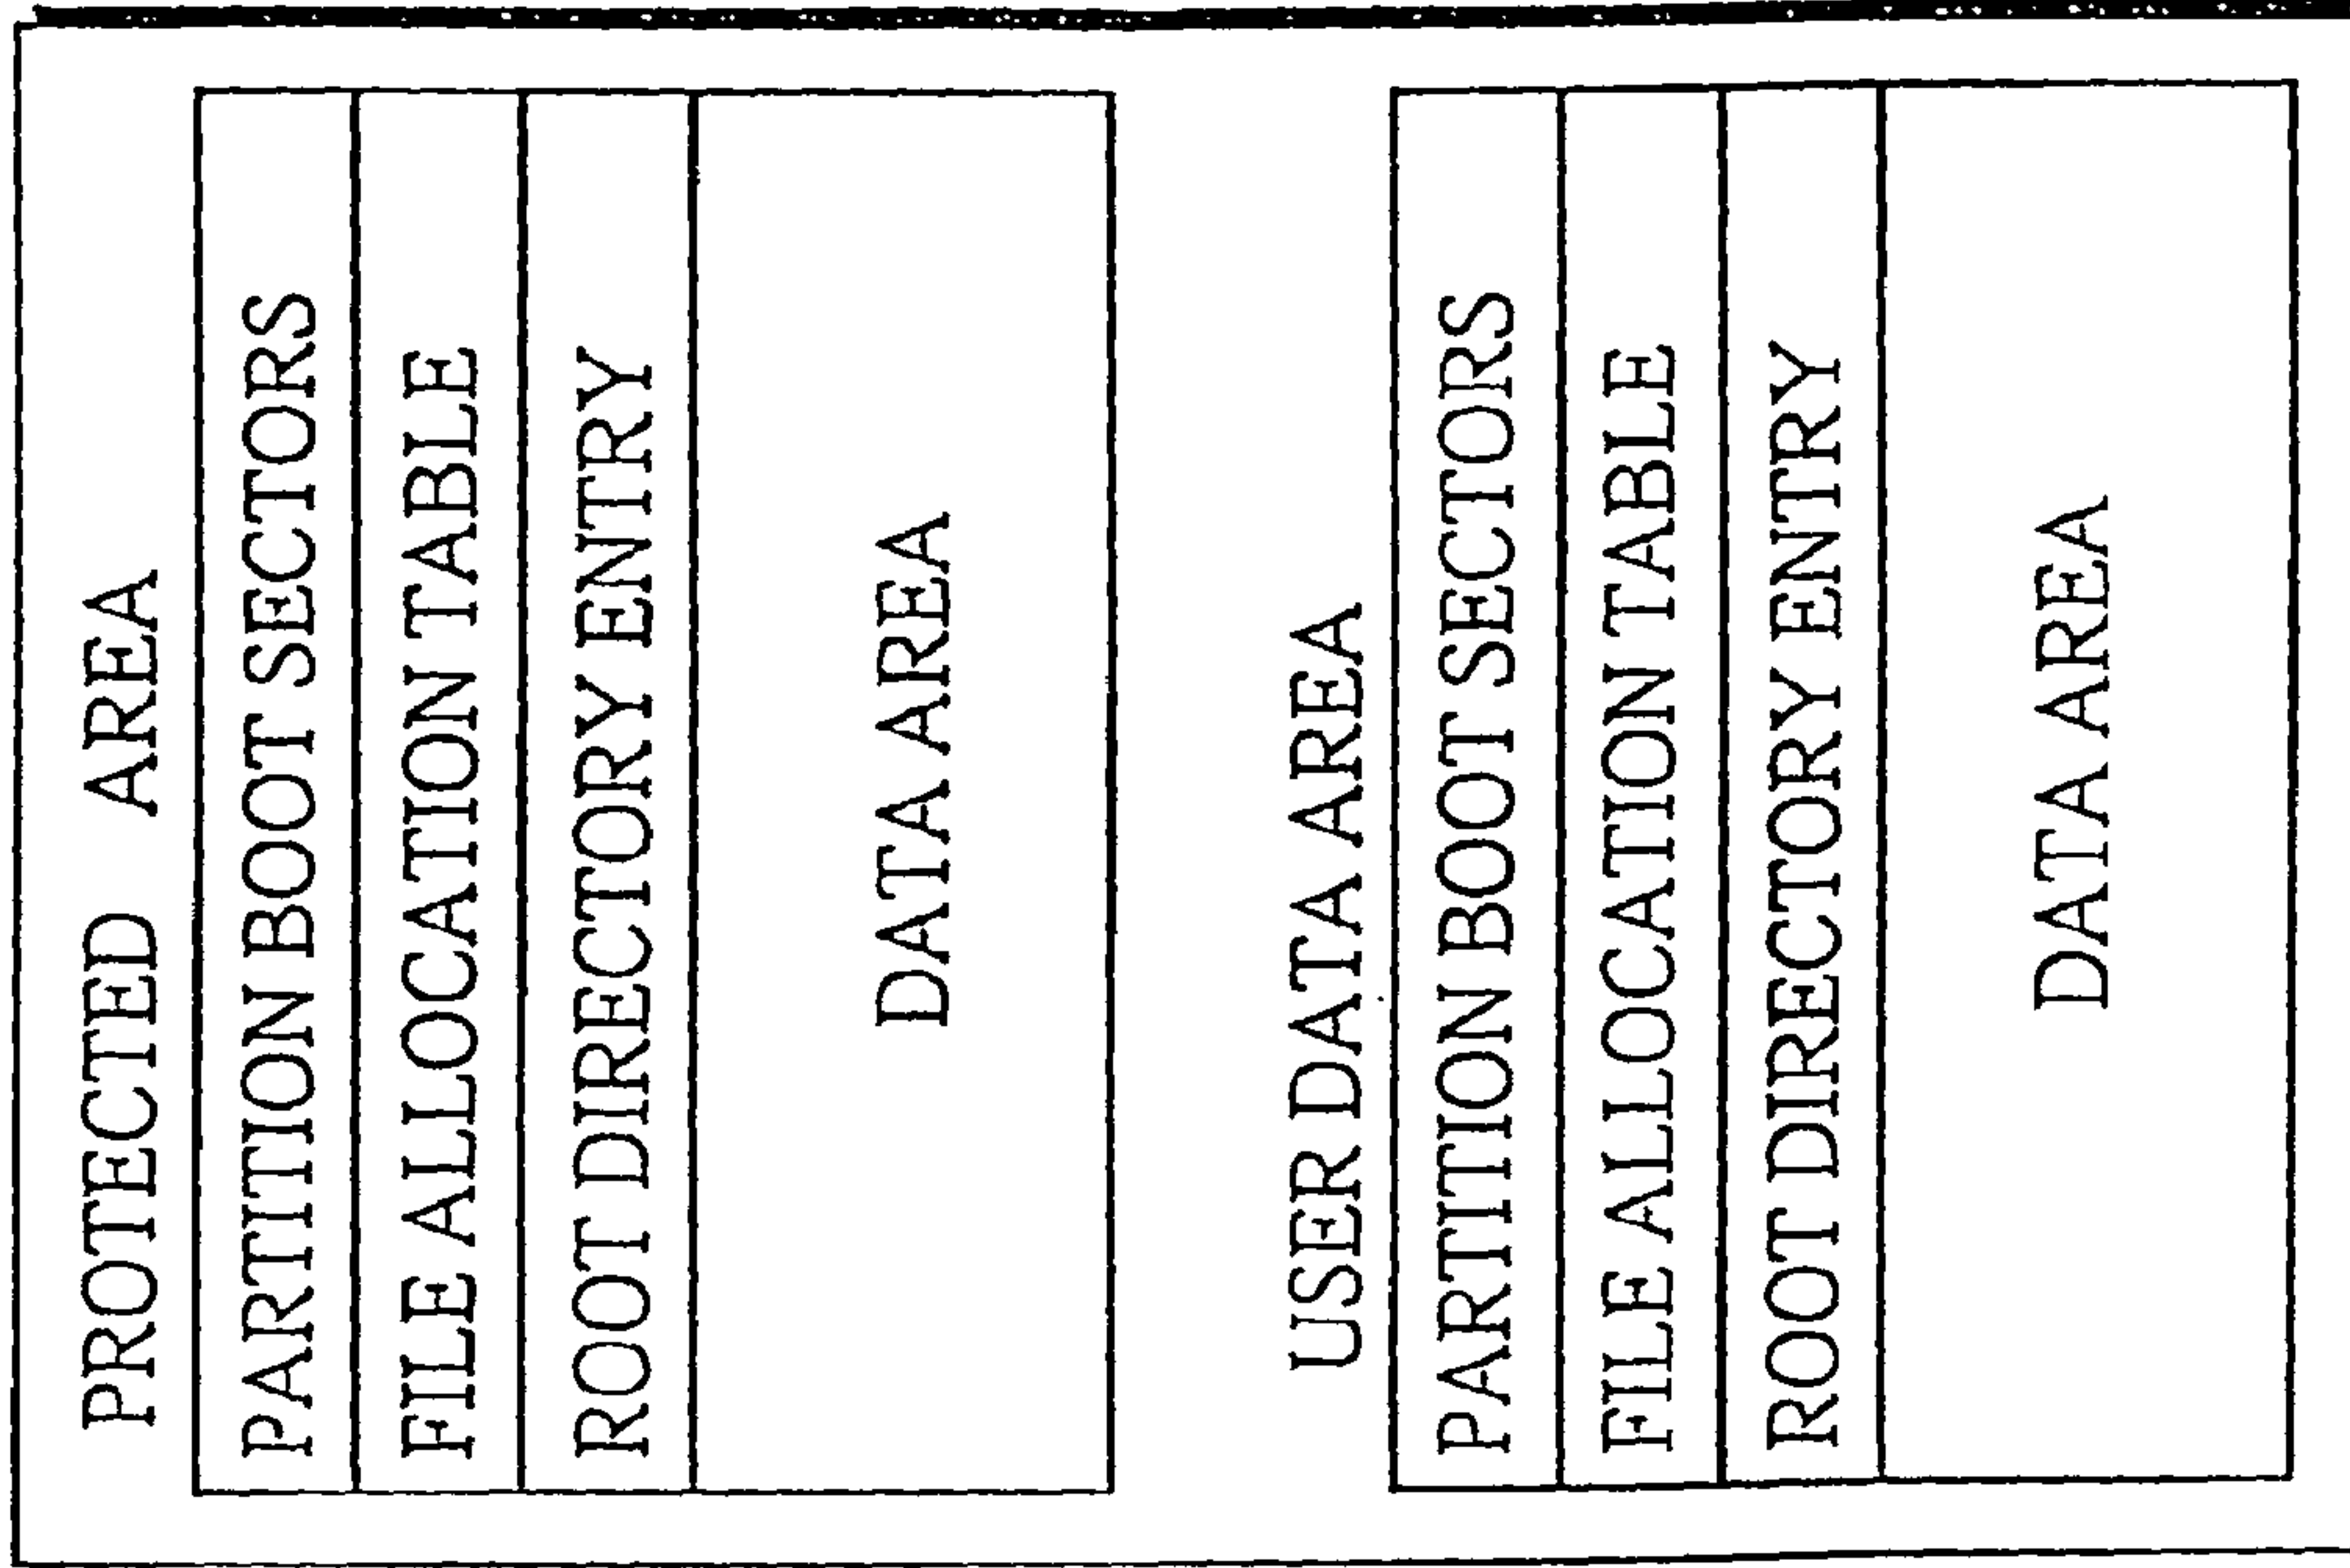 PROTECTED AREA
PARTITION BOOT SECTORS
FILE ALLOCATION TABLE
ROOT DIRECTORY ENTRY
DATA AREA
USER DATA AREA
PARTITION BOOT SECTORS
FILE ALLOCATION TABLE
ROOT DIRECTORY ENTRY
DATA AREA